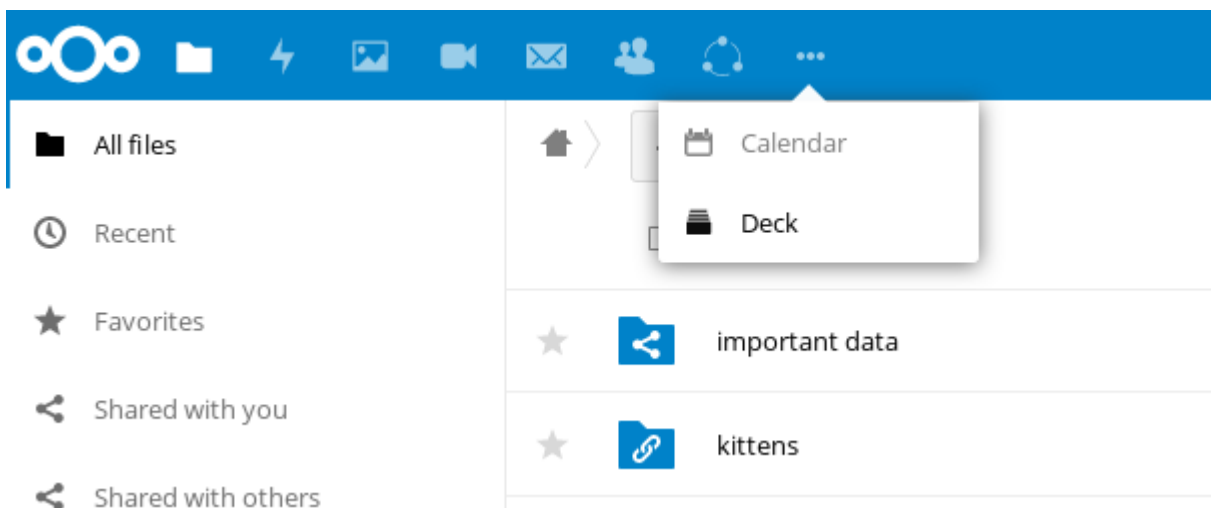 All files
Recent
Favorites
Shared with you
Shared with others
Calendar
Deck
important data
kittens